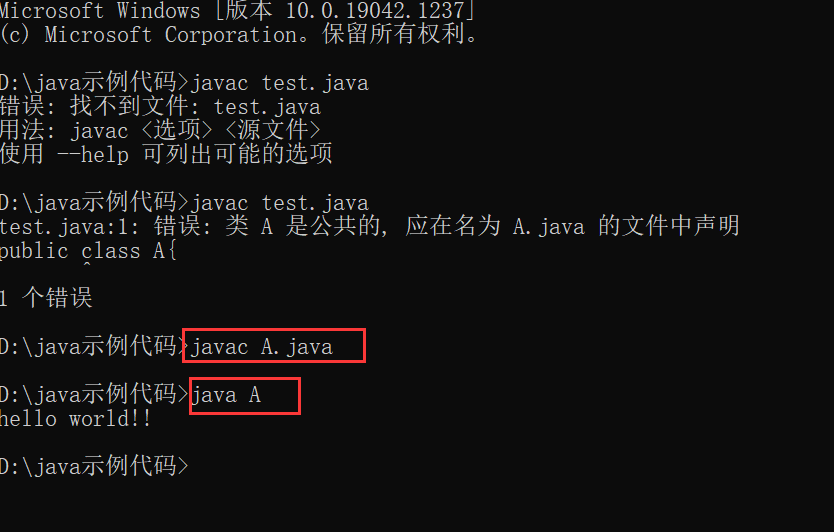 Microsoft Windows [版本 10.0.19042.1237]
(c) Microsoft Corporation。保留所有权利。
D:\java示例代码>javac test.java
错误: 找不到文件: test.java
用法: javac <选项> <源文件>
使用 --help 可列出可能的选项
D:\java示例代码>javac test.java
test.java:1: 错误: 类 A 是公共的, 应在名为 A.java 的文件中声明
public class A{
^
1 个错误
D:\java示例代码>javac A.java
D:\java示例代码>java A
hello world!!
D:\java示例代码>